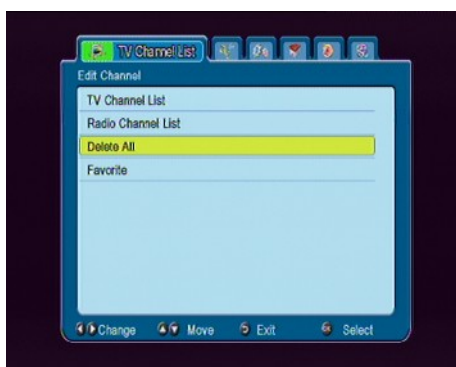 TV Channel List
Edit Channel
TV Channel List
Radio Channel List
Delete All
Favorite
Change Move Exit Select